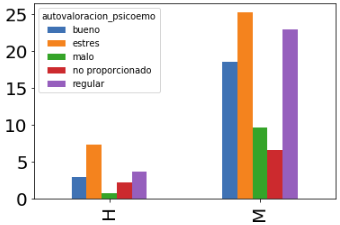 autovaloracion_psicoemo
bueno
estres
malo
no proporcionado
regular
25
20
15
10
5
0
H
M